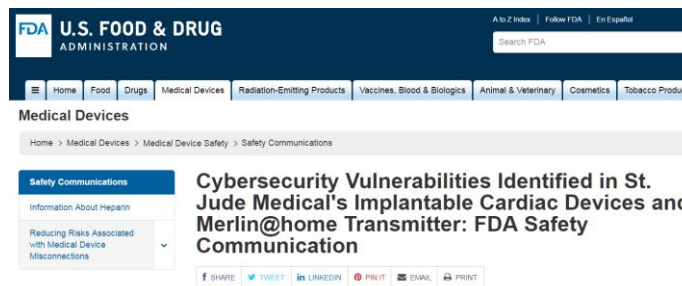 A to Z Index | Follow FDA | En Español
FDA U.S. FOOD & DRUG
ADMINISTRATION
Search FDA
Home Food Drugs Medical Devices Radiation-Emitting Products Vaccines, Blood & Biologics Animal & Veterinary Cosmetics Tobacco Produ
Medical Devices
Home > Medical Devices > Medical Device Safety > Safety Communications
Safety Communications
Information About Heparin
Reducing Risks Associated
with Medical Device
Misconnections
Cybersecurity Vulnerabilities Identified in St.
Jude Medical's Implantable Cardiac Devices and
Merlin@home Transmitter: FDA Safety
Communication
f SHARE TWEET in LINKEDIN PIN IT EMAIL PRINT